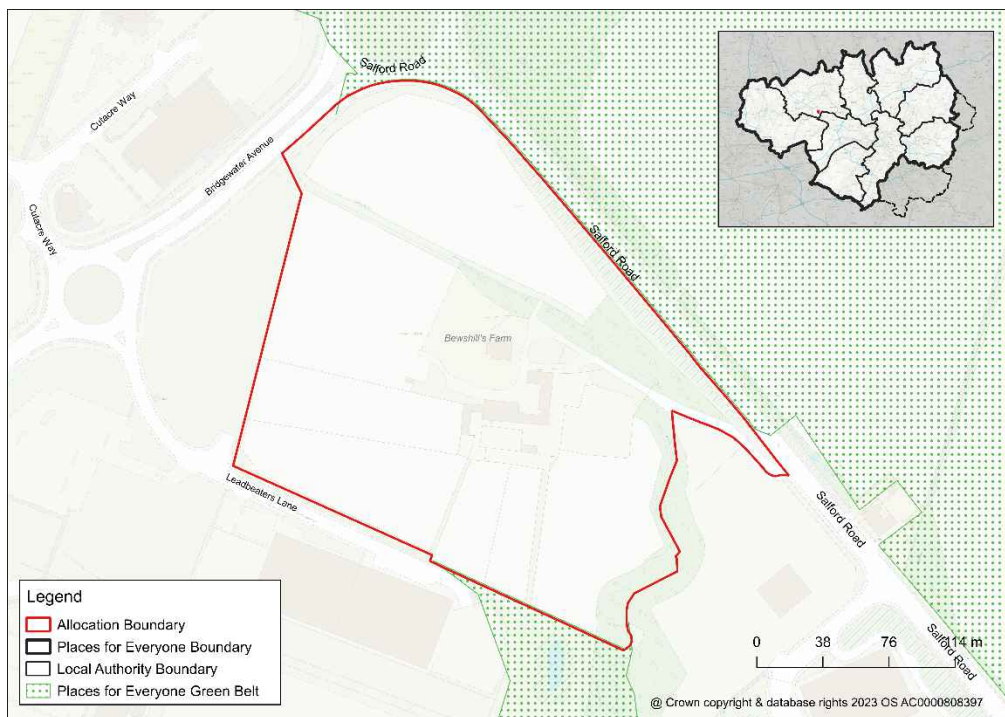 Salford Road
Cutacre Way
Bridgewater Avenue
Cutacre Way
Salford Road
Bewshill's Farm
Leadbeaters Lane
Salford Road
Salford Road
Legend
Allocation Boundary
Places for Everyone Boundary
Local Authority Boundary
Places for Everyone Green Belt
0 38 76 114 m
@ Crown copyright & database rights 2023 OS AC0000808397